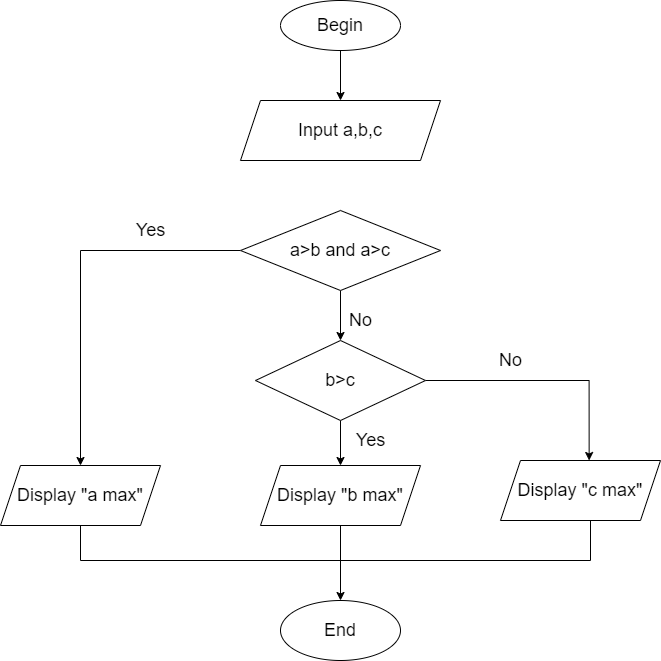 Begin
Input a,b,c
Yes
a>b and a>c
No
No
b>c
Yes
Display "a max"
Display "b max"
Display "c max"
End